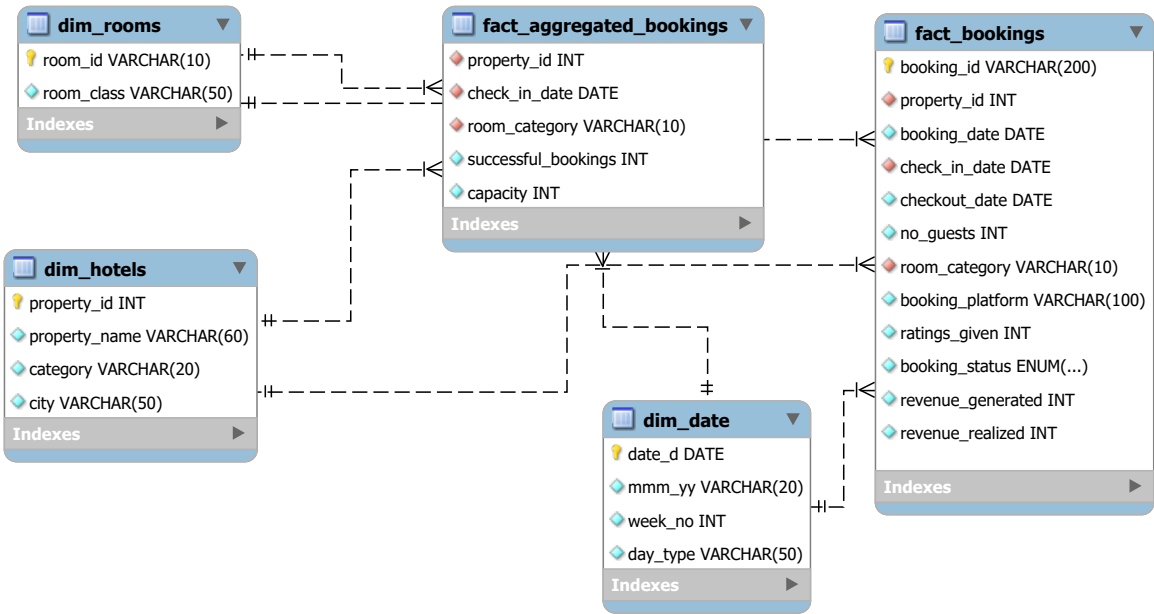 dim_rooms
room_id VARCHAR(10)
room_class VARCHAR(50)
Indexes
fact_aggregated_bookings
property_id INT
check_in_date DATE
room_category VARCHAR(10)
successful_bookings INT
capacity INT
Indexes
fact_bookings
booking_id VARCHAR(200)
property_id INT
booking_date DATE
check_in_date DATE
checkout_date DATE
no_guests INT
room_category VARCHAR(10)
booking_platform VARCHAR(100)
ratings_given INT
booking_status ENUM(...)
revenue_generated INT
revenue_realized INT
Indexes
dim_hotels
property_id INT
property_name VARCHAR(60)
category VARCHAR(20)
city VARCHAR(50)
Indexes
dim_date
date_d DATE
mmm_yy VARCHAR(20)
week_no INT
day_type VARCHAR(50)
Indexes